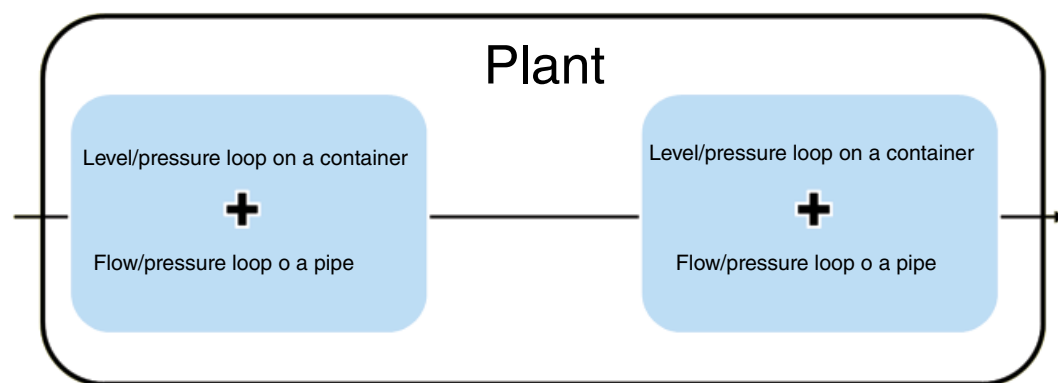 Plant
Level/pressure loop on a container
Flow/pressure loop o a pipe
Level/pressure loop on a container
Flow/pressure loop o a pipe